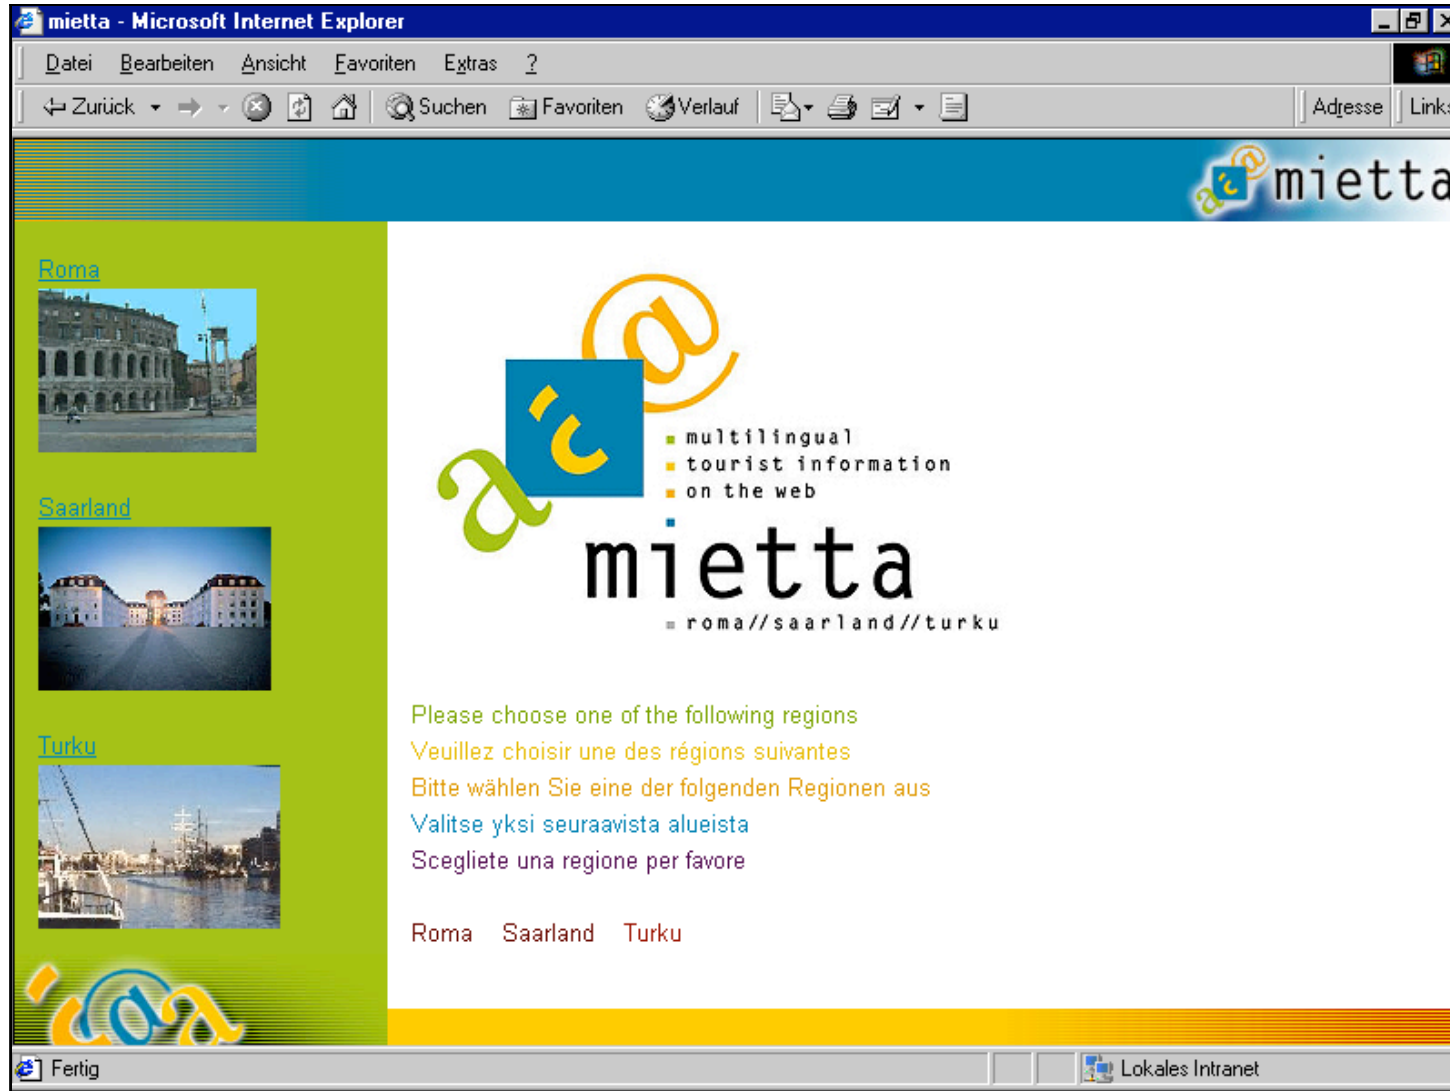 mietta - Microsoft Internet Explorer
Datei Bearbeiten Ansicht Favoriten Extras ?
Zurück Suchen Favoriten Verlauf Adresse Links
mietta
Roma
Saarland
Turku
a @
multilingual
tourist information
on the web
mietta
roma//saarland//turku
Please choose one of the following regions
Veuillez choisir une des régions suivantes
Bitte wählen Sie eine der folgenden Regionen aus
Valitse yksi seuraavista alueista
Scegliete una regione per favore
Roma Saarland Turku
Fertig Lokales Intranet